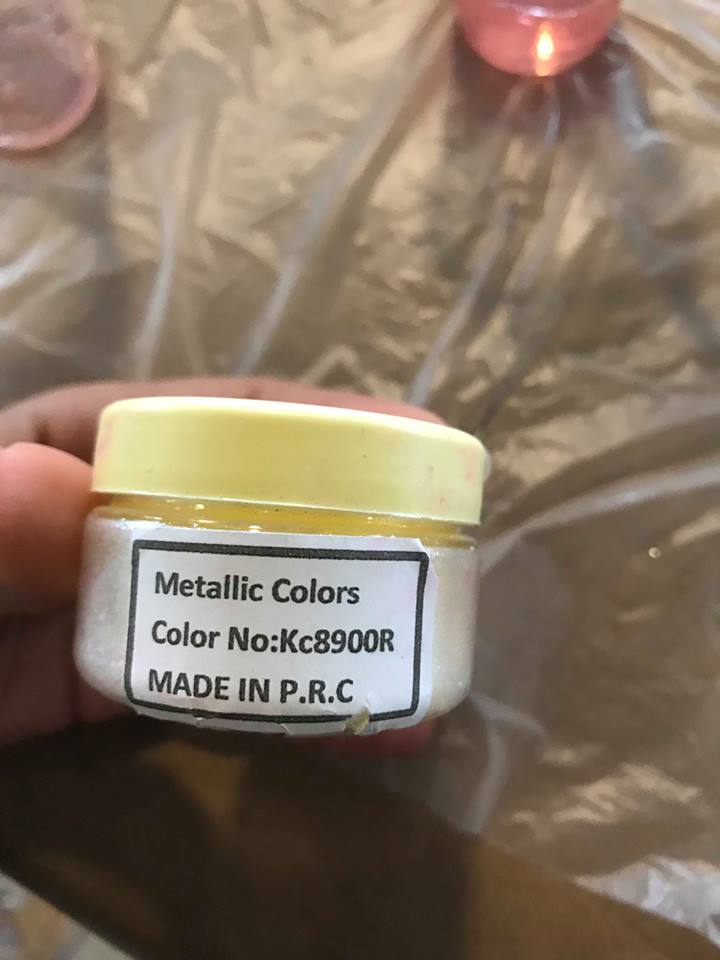 Metallic Colors
Color No:Kc8900R
MADE IN P.R.C